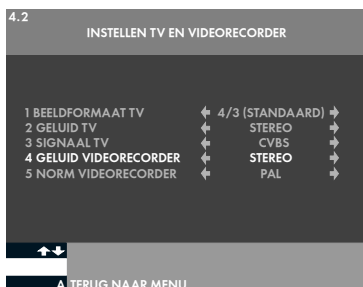 4.2
INSTELLEN TV EN VIDEORECORDER
1 BEELDFORMAAT TV 4/3 (STANDAARD)
2 GELUID TV STEREO
3 SIGNAAL TV CVBS
4 GELUID VIDEORECORDER STEREO
5 NORM VIDEORECORDER PAL
A TERUG NAAR MENU